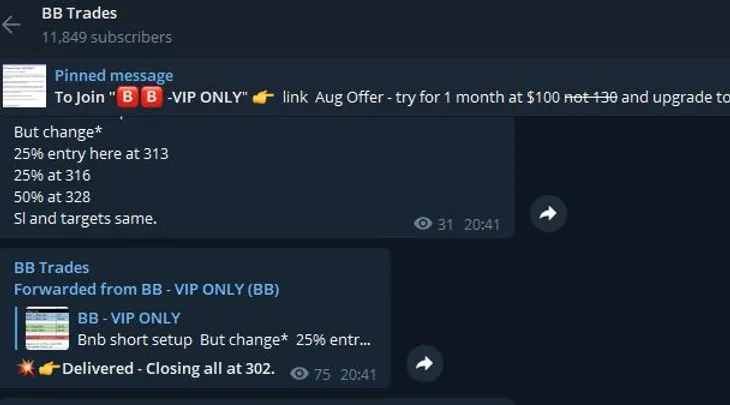 BB Trades
11,849 subscribers
Pinned message
To Join "🅱️🅱️ -VIP ONLY" 👉 link Aug Offer - try for 1 month at $100 not 130 and upgrade to
But change*
25% entry here at 313
25% at 316
50% at 328
Sl and targets same.
31 20:41
BB Trades
Forwarded from BB - VIP ONLY (BB)
BB - VIP ONLY
Bnb short setup But change* 25% entr...
💥👉Delivered - Closing all at 302.
75 20:41